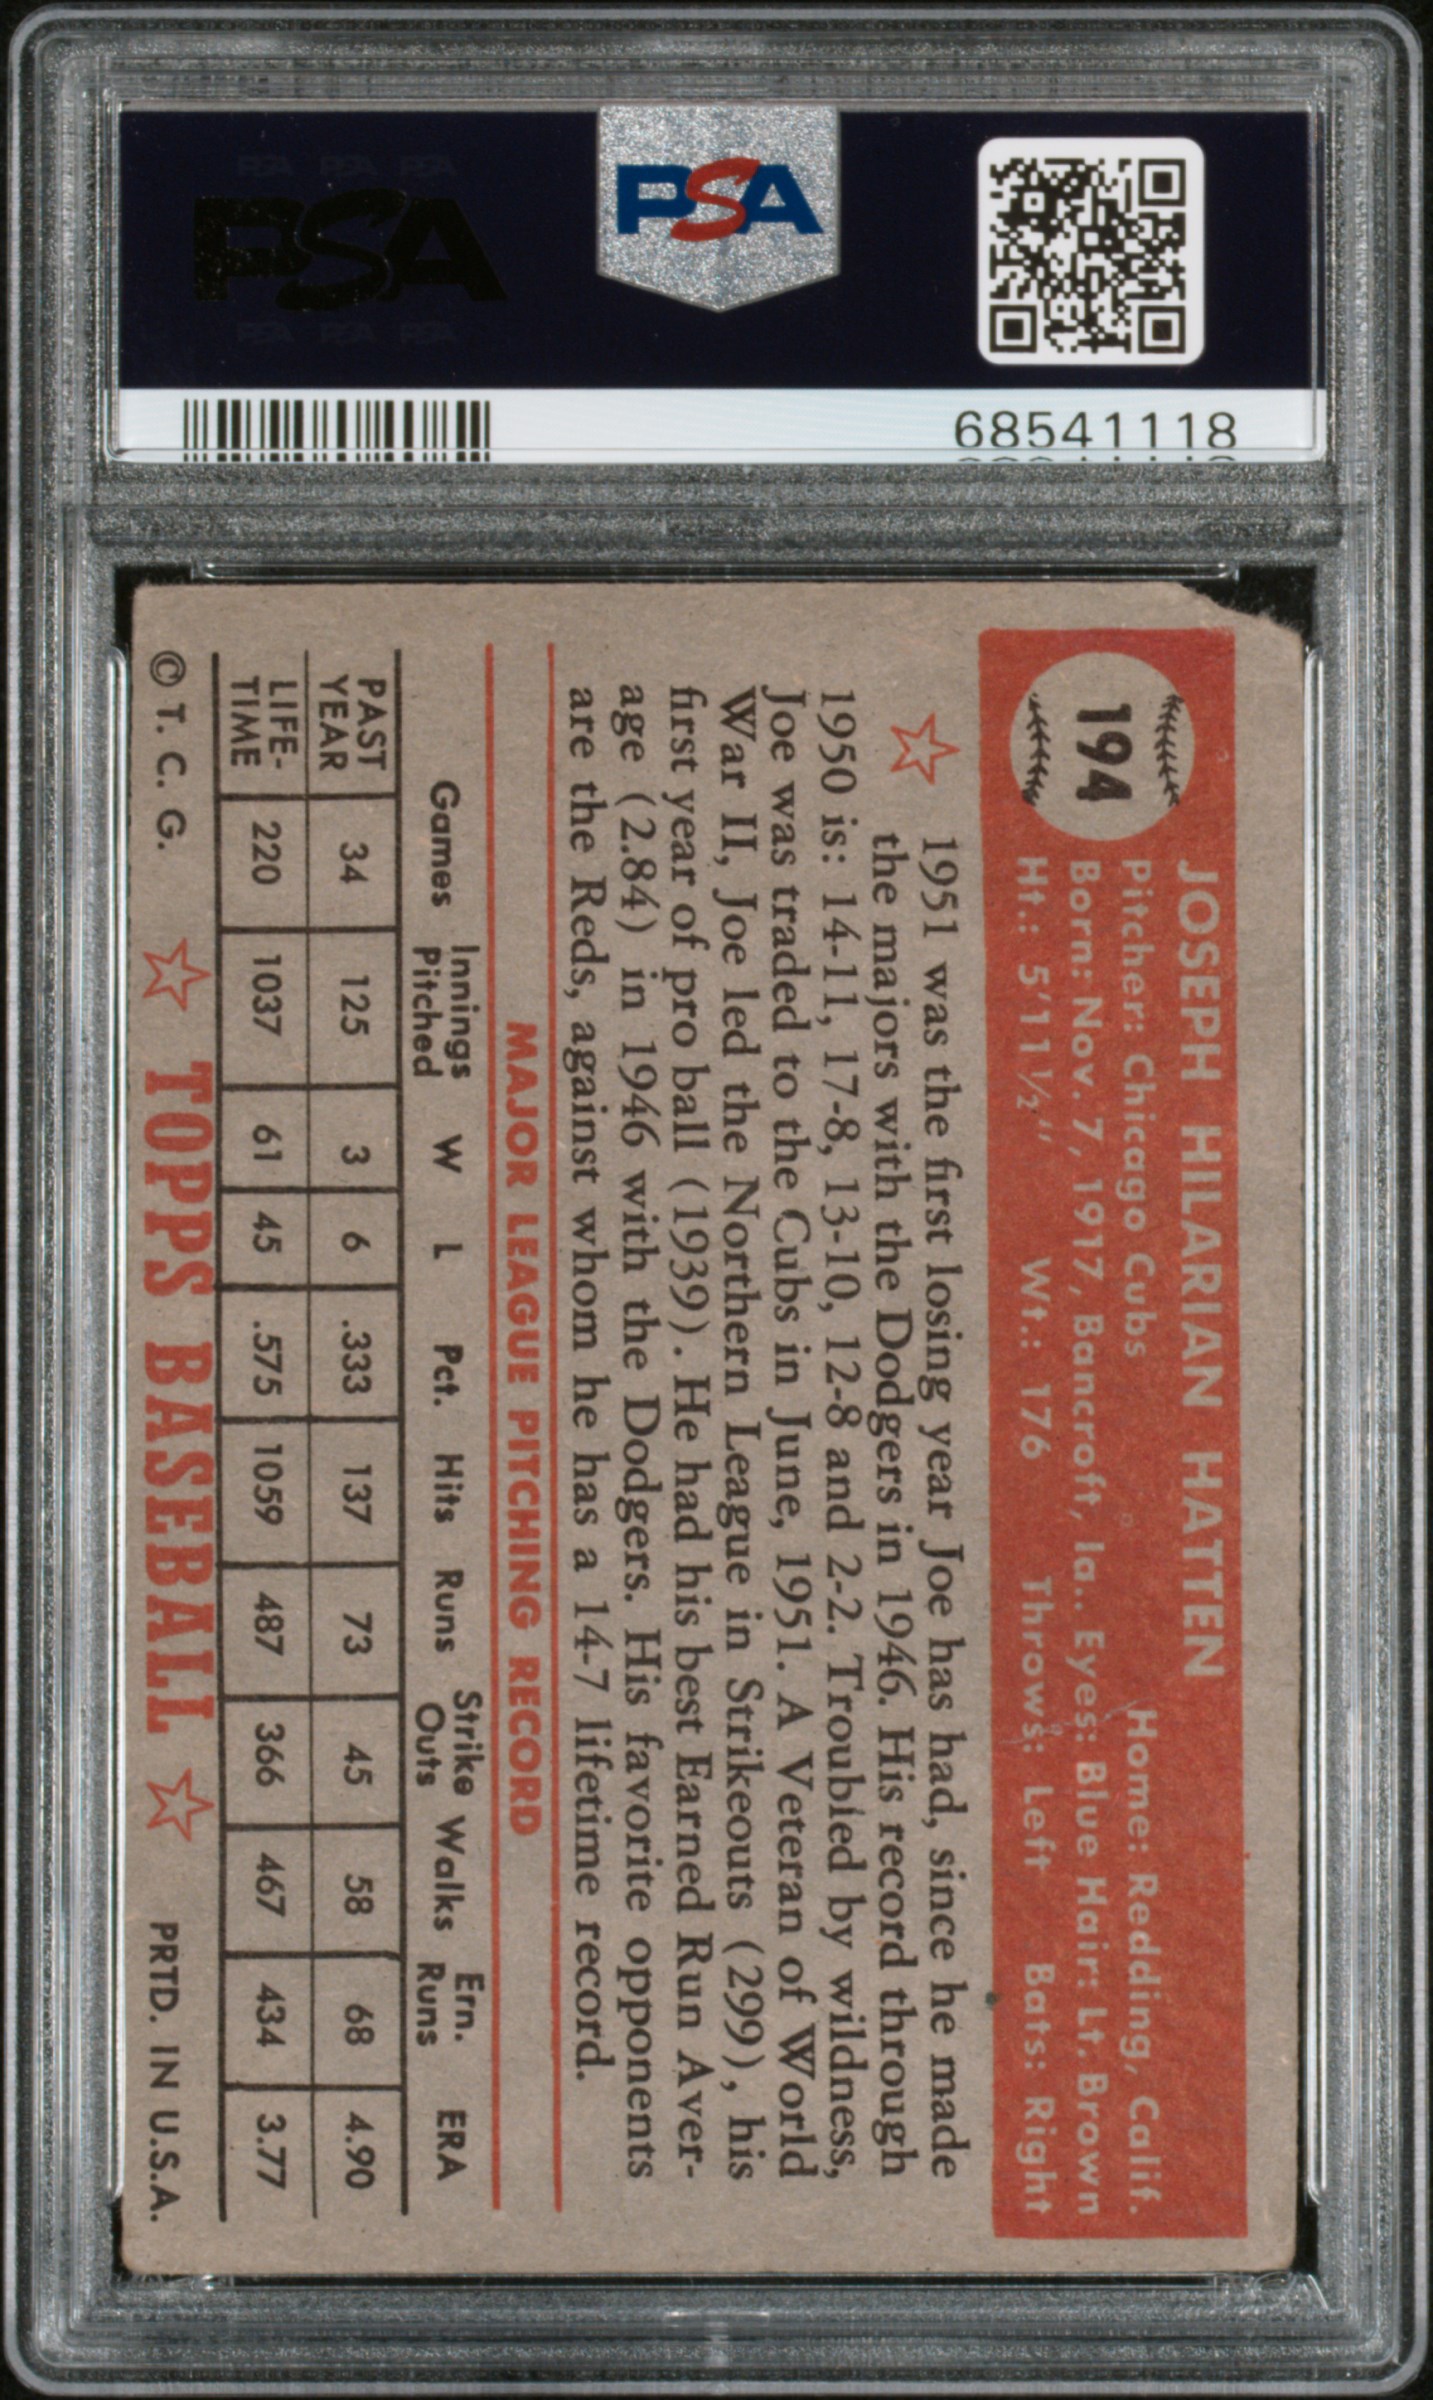 PSA PSA PSA
PSA
PSA PSA PSA
PSA
68541118
194
JOSEPH HILARIAN HATTEN
Pitcher: Chicago Cubs Home: Redding, Calif.
Born: Nov. 7, 1917, Bancroft, Ia.. Eyes: Blue Hair: Lt. Brown
Ht.: 5'11½" Wt.: 176 Throws: Left Bats: Right
1951 was the first losing year Joe has had, since he made
the majors with the Dodgers in 1946. His record through
1950 is: 14-11, 17-8, 13-10, 12-8 and 2-2. Troubled by wildness,
Joe was traded to the Cubs in June, 1951. A Veteran of World
War II, Joe led the Northern League in Strikeouts (299), his
first year of pro ball (1939). He had his best Earned Run Aver-
age (2.84) in 1946 with the Dodgers. His favorite opponents
are the Reds, against whom he has a 14-7 lifetime record.
MAJOR LEAGUE PITCHING RECORD
Games Innings Pitched W L Pct. Hits Runs Strike Outs Walks Ern. Runs ERA
PAST YEAR 34 125 3 6 .333 137 73 45 58 68 4.90
LIFE- TIME 220 1037 61 45 .575 1059 487 366 467 434 3.77
© T. C. G. TOPPS BASEBALL PRTD. IN U.S.A.